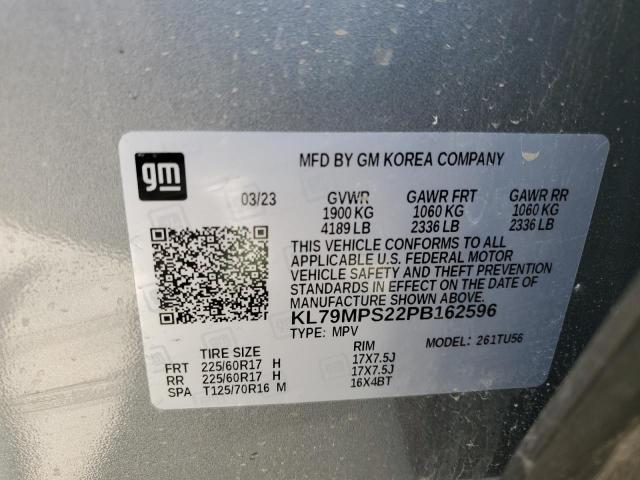 gm
MFD BY GM KOREA COMPANY
03/23 GVWR GAWR FRT GAWR RR
1900 KG 1060 KG 1060 KG
4189 LB 2336 LB 2336 LB
THIS VEHICLE CONFORMS TO ALL
APPLICABLE U.S. FEDERAL MOTOR
VEHICLE SAFETY AND THEFT PREVENTION
STANDARDS IN EFFECT ON THE DATE
OF MANUFACTURE SHOWN ABOVE.
KL79MPS22PB162596
TYPE: MPV MODEL: 261TU56
TIRE SIZE RIM
FRT 225/60R17 H 17X7.5J
RR 225/60R17 H 17X7.5J
SPA T125/70R16 M 16X4BT